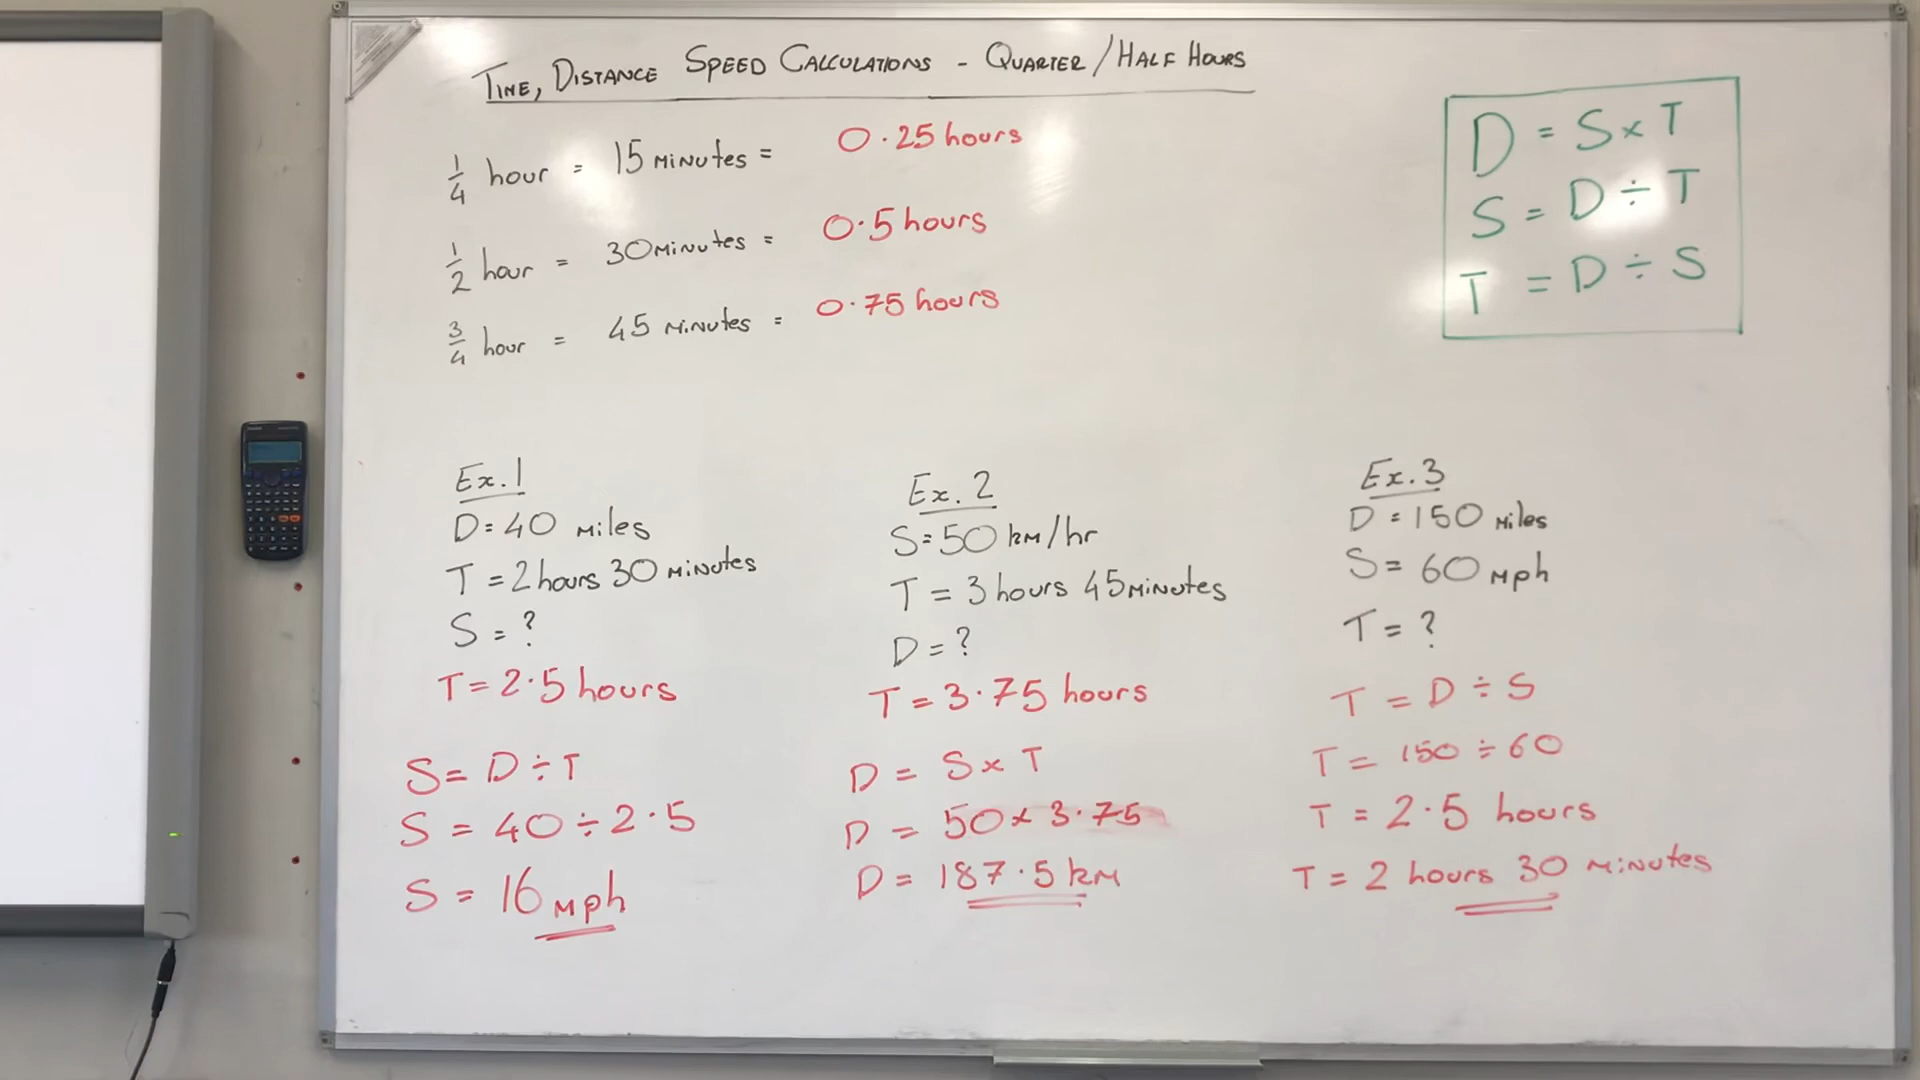 TIME, DISTANCE SPEED CALCULATIONS - QUARTER/HALF HOURS
1/4 hour = 15 MINUTES = 0.25 hours
1/2 hour = 30 MINUTES = 0.5 hours
3/4 hour = 45 MINUTES = 0.75 hours
D = S x T
S = D ÷ T
T = D ÷ S
Ex.1
D = 40 miles
T = 2 hours 30 MINUTES
S = ?
T = 2.5 hours
S = D ÷ T
S = 40 ÷ 2.5
S = 16 mph
Ex. 2
S = 50 km/hr
T = 3 hours 45 MINUTES
D = ?
T = 3.75 hours
D = S x T
D = 50 x 3.75
D = 187.5 km
Ex. 3
D = 150 miles
S = 60 mph
T = ?
T = D ÷ S
T = 150 ÷ 60
T = 2.5 hours
T = 2 hours 30 MINUTES